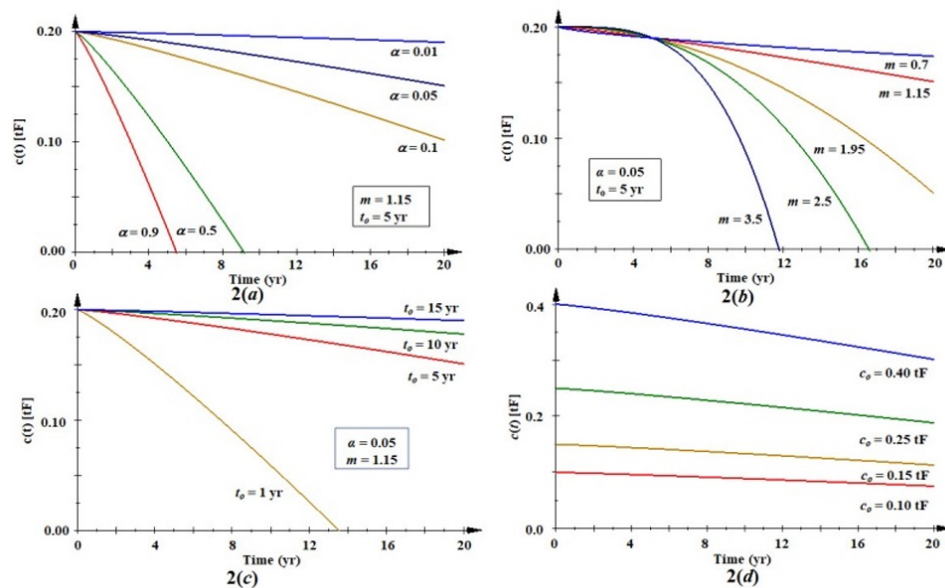 c(t) [tF]
0.20
0.10
0.00
0
4
8
12
16
20
Time (yr)
α = 0.01
α = 0.05
α = 0.1
α = 0.9
α = 0.5
m = 1.15
t₀ = 5 yr
2(a)
c(t) [tF]
0.20
0.10
0.00
0
4
8
12
16
20
Time (yr)
m = 0.7
m = 1.15
m = 1.95
m = 2.5
m = 3.5
α = 0.05
t₀ = 5 yr
2(b)
c(t) [tF]
0.20
0.10
0.00
0
4
8
12
16
20
Time (yr)
t₀ = 15 yr
t₀ = 10 yr
t₀ = 5 yr
t₀ = 1 yr
α = 0.05
m = 1.15
2(c)
c(t) [tF]
0.4
0.2
0.0
0
4
8
12
16
20
Time (yr)
c₀ = 0.40 tF
c₀ = 0.25 tF
c₀ = 0.15 tF
c₀ = 0.10 tF
2(d)